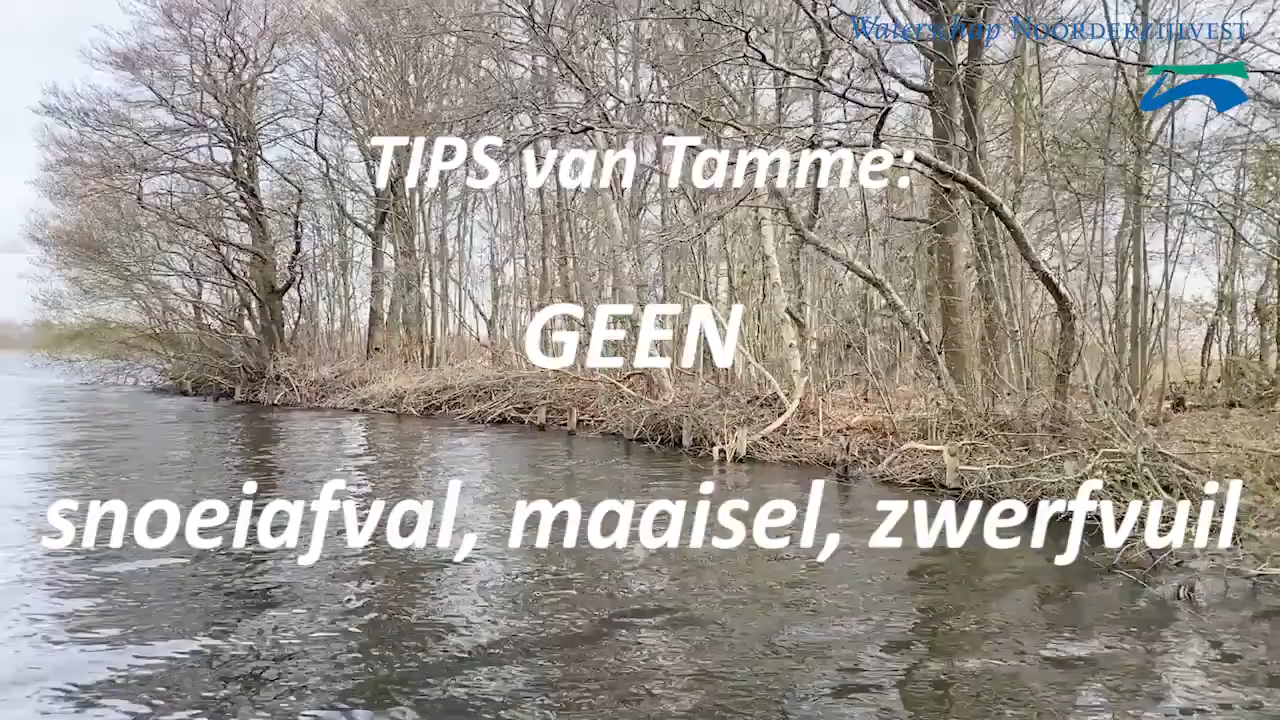 Waterschap NOORDERZIJLVEST
TIPS van Tamme:
GEEN
snoeiafval, maaisel, zwerfvuil